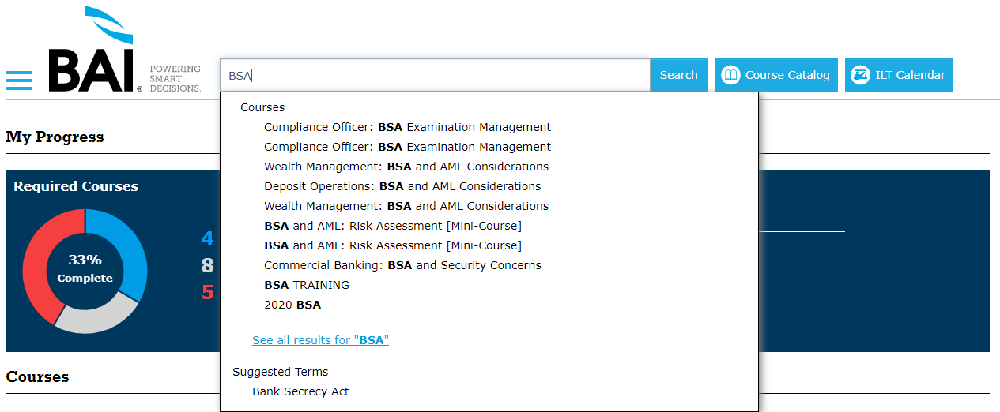 BAI®
POWERING
SMART
DECISIONS.
BSA
Search
Course Catalog
ILT Calendar
Courses
Compliance Officer: BSA Examination Management
Compliance Officer: BSA Examination Management
Wealth Management: BSA and AML Considerations
Deposit Operations: BSA and AML Considerations
Wealth Management: BSA and AML Considerations
BSA and AML: Risk Assessment [Mini-Course]
BSA and AML: Risk Assessment [Mini-Course]
Commercial Banking: BSA and Security Concerns
BSA TRAINING
2020 BSA
See all results for "BSA"
Suggested Terms
Bank Secrecy Act
My Progress
Required Courses
33%
Complete
4
8
5
Courses